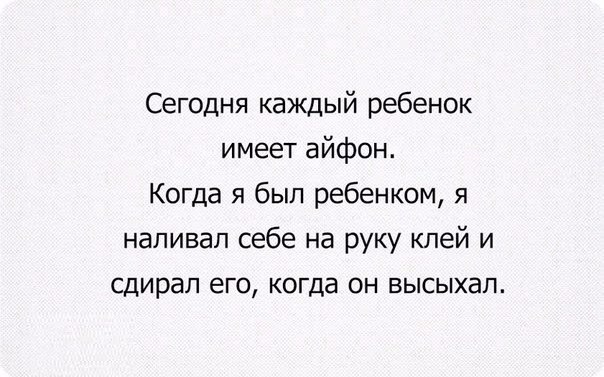 Сегодня каждый ребенок
имеет айфон.
Когда я был ребенком, я
наливал себе на руку клей и
сдирал его, когда он высыхал.